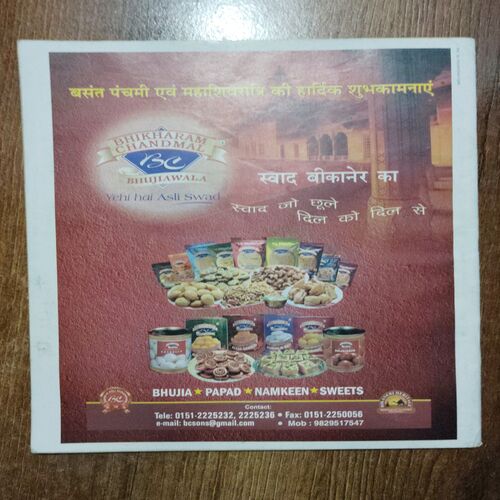 बसंत पंचमी एवं महाशिवरात्रि की हार्दिक शुभकामनाएं
BHIKHARAM
CHANDMAL
BC
BHUJIAWALA
Yehi hai Asli Swad
स्वाद बीकानेर का
स्वाद जो छूले
दिल को दिल से
BHUJIA ★ PAPAD ★ NAMKEEN ★ SWEETS
Contact:
Tele: 0151-2225232, 2225236 • Fax: 0151-2250056
e-mail: bcsons@gmail.com • Mob : 9829517547
BC